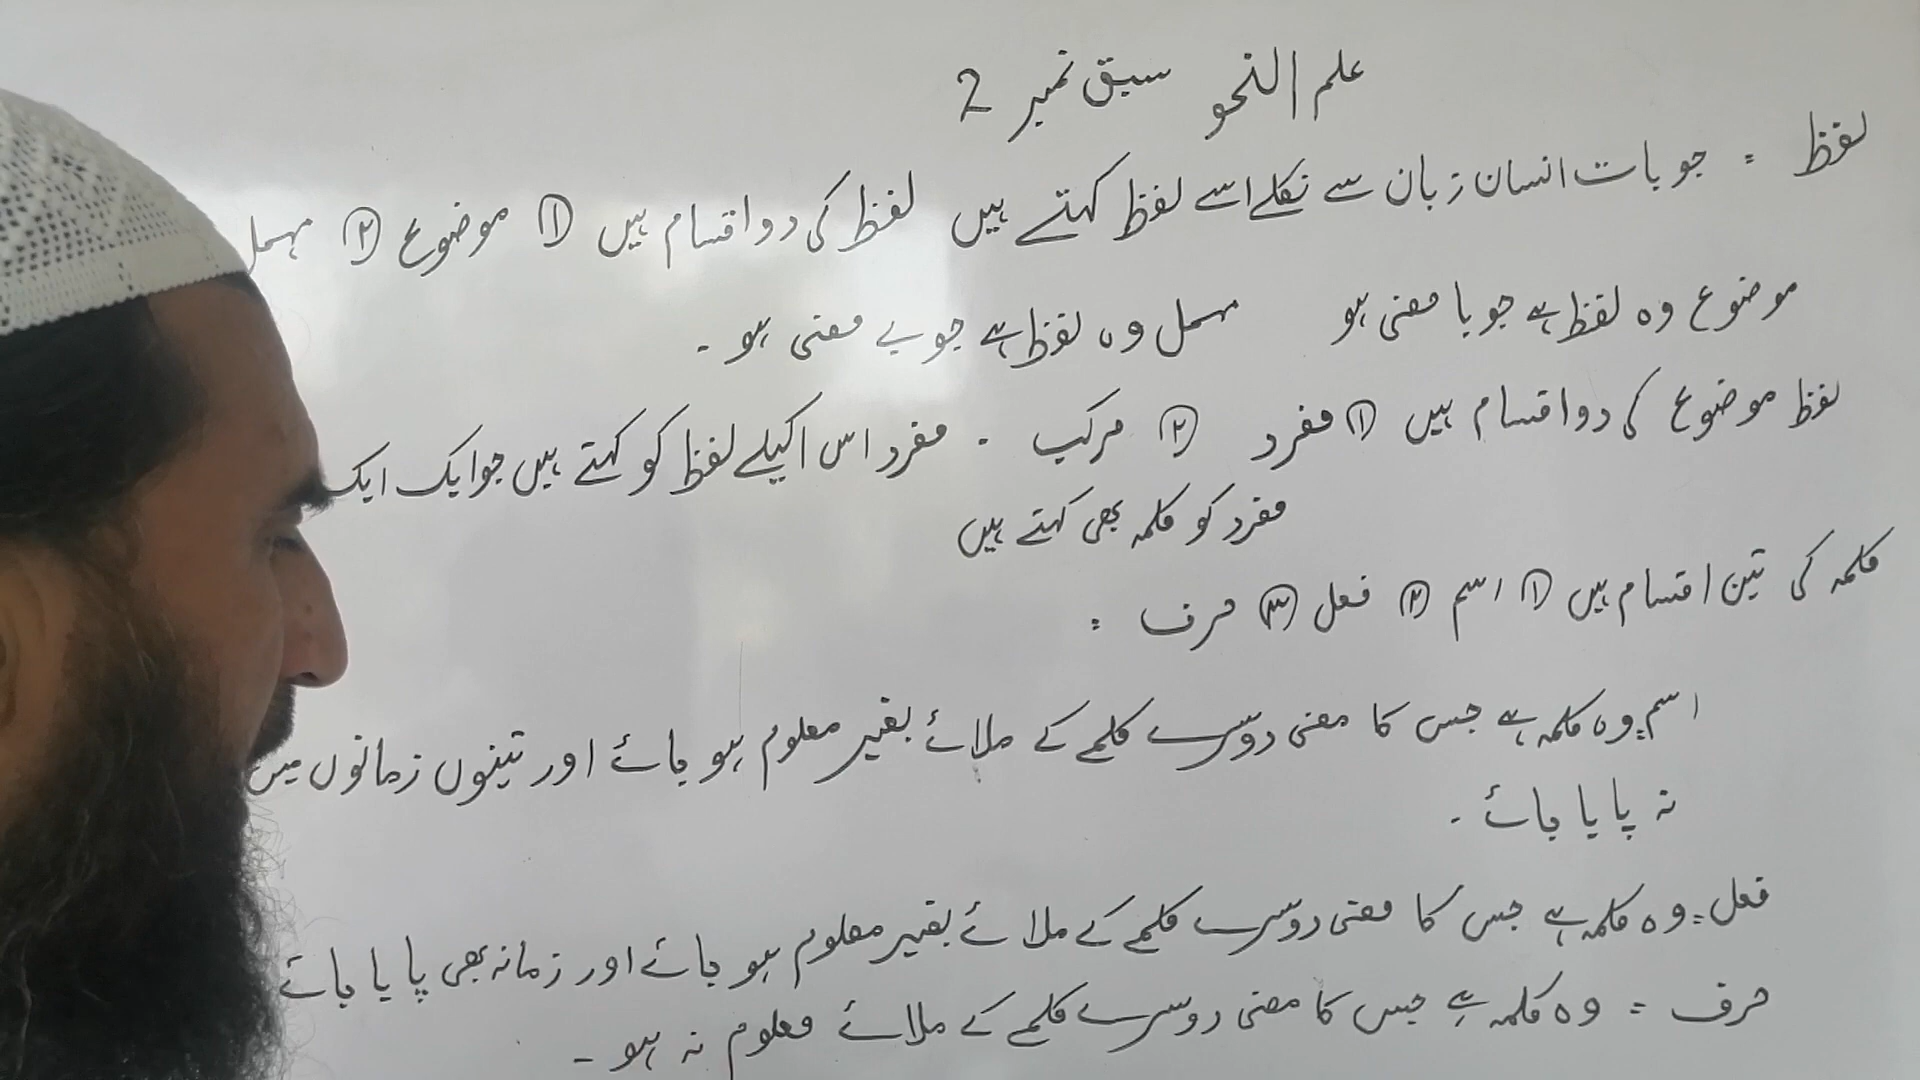 علم النحو سبق نمبر 2
لفظ = جو بات انسان زبان سے نکلے اسے لفظ کہتے ہیں لفظ کی دو اقسام ہیں ① موضوع ② مہمل
موضوع وہ لفظ ہے جو با معنی ہو مہمل وہ لفظ ہے جو بے معنی ہو ۔
لفظ موضوع کی دو اقسام ہیں ① مفرد ② مرکب ۔ مفرد اس اکیلے لفظ کو کہتے ہیں جو ایک ایک
مفرد کو کلمہ بھی کہتے ہیں
کلمہ کی تین اقسام ہیں ① اسم ② فعل ③ حرف =
اسم = وہ کلمہ ہے جس کا معنی دوسرے کلمے کے ملائے بغیر معلوم ہو جائے اور تینوں زمانوں میں
نہ پایا جائے ۔
فعل = وہ کلمہ ہے جس کا معنی دوسرے کلمے کے ملائے بغیر معلوم ہو جائے اور زمانہ بھی پایا جائے
حرف = وہ کلمہ ہے جس کا معنی دوسرے کلمے کے ملائے معلوم نہ ہو ۔